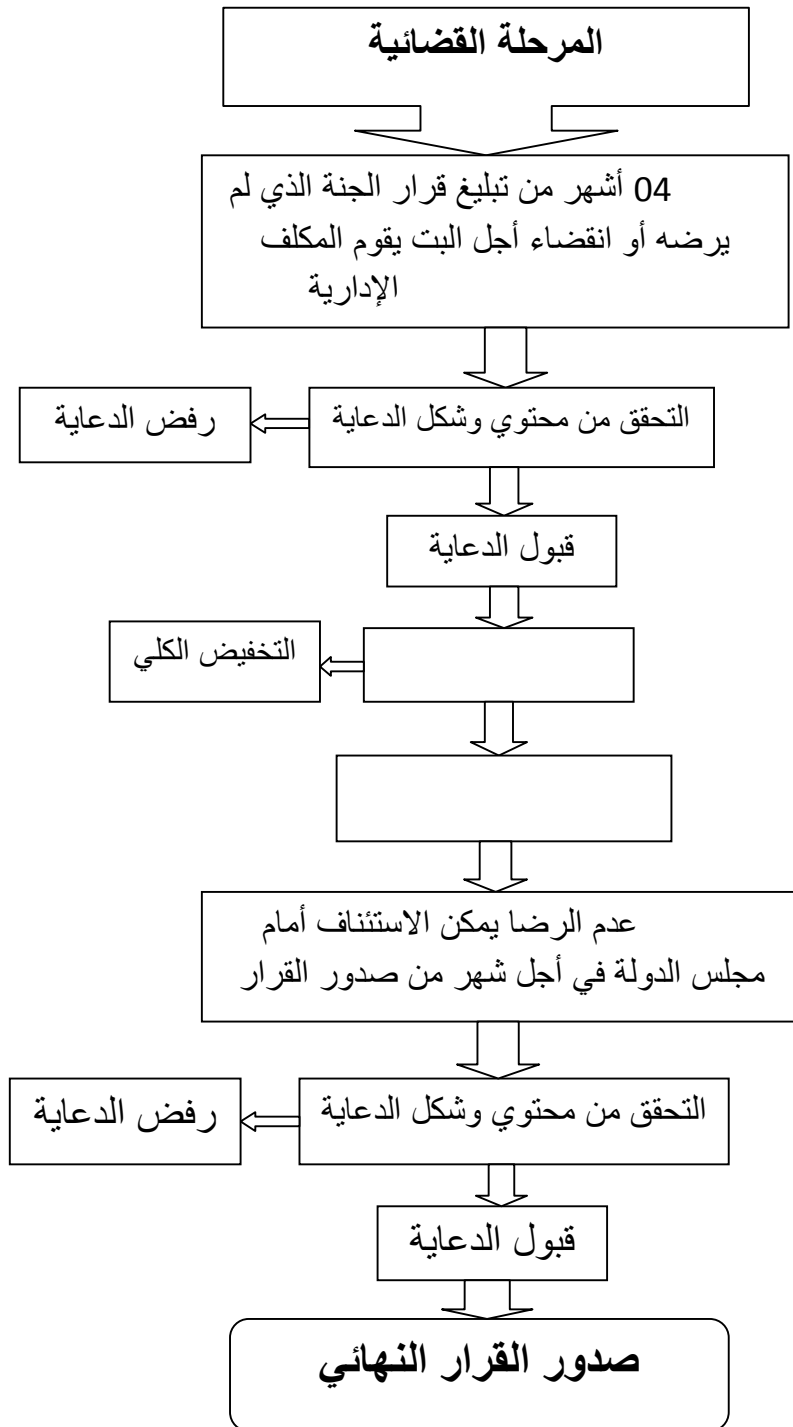 المرحلة القضائية
04 أشهر من تبليغ قرار الجنة الذي لم
يرضه أو انقضاء أجل البت يقوم المكلف
الإدارية
التحقق من محتوي وشكل الدعاية
رفض الدعاية
قبول الدعاية
التخفيض الكلي
عدم الرضا يمكن الاستئناف أمام
مجلس الدولة في أجل شهر من صدور القرار
التحقق من محتوي وشكل الدعاية
رفض الدعاية
قبول الدعاية
صدور القرار النهائي